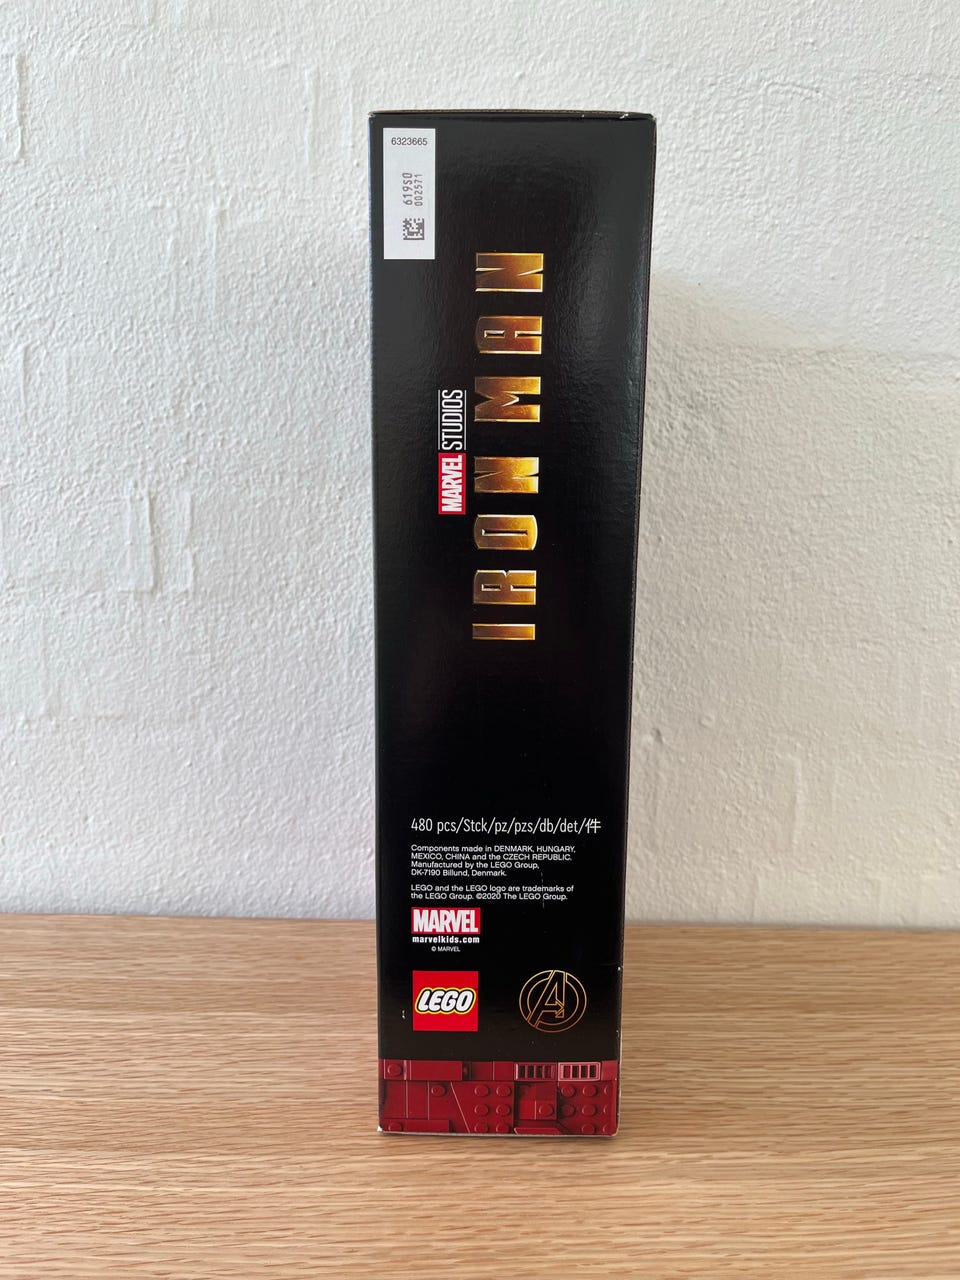 6323665
619S0
002571
MARVEL STUDIOS
IRON MAN
480 pcs/Stck/pz/pzs/db/det/件
Components made in DENMARK, HUNGARY,
MEXICO, CHINA and the CZECH REPUBLIC.
Manufactured by the LEGO Group,
DK-7190 Billund, Denmark.
LEGO and the LEGO logo are trademarks of
the LEGO Group. ©2020 The LEGO Group.
MARVEL
marvelkids.com
© MARVEL
LEGO
A